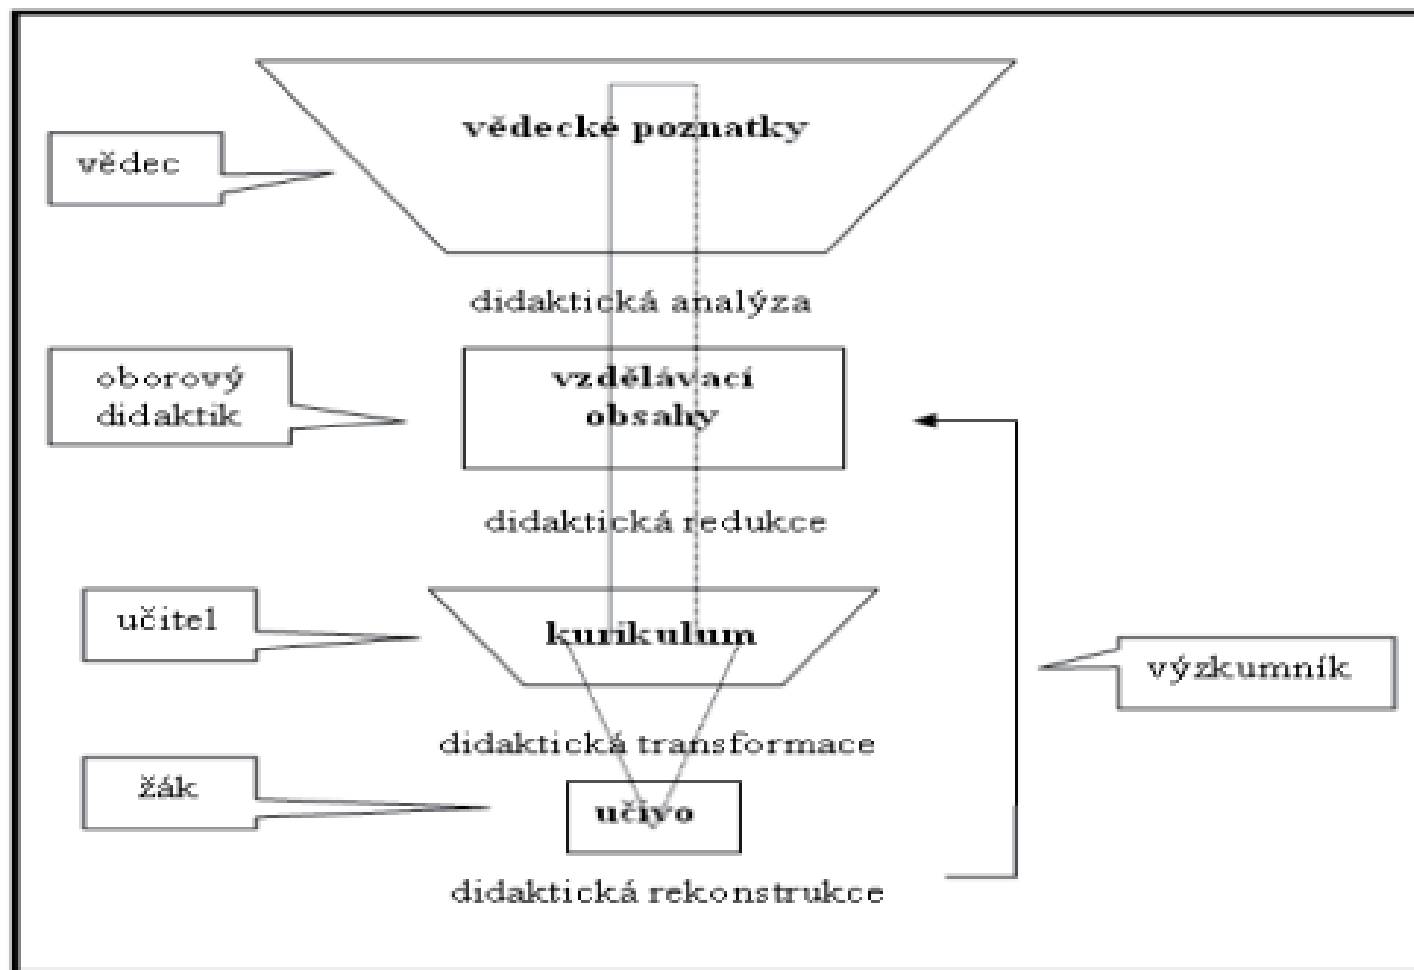 vědecké poznatky
vědec
didaktická analýza
oborový
didaktik
vzdělávací
obsahy
didaktická redukce
učitel
kurikulum
výzkumník
didaktická transformace
žák
učivo
didaktická rekonstrukce